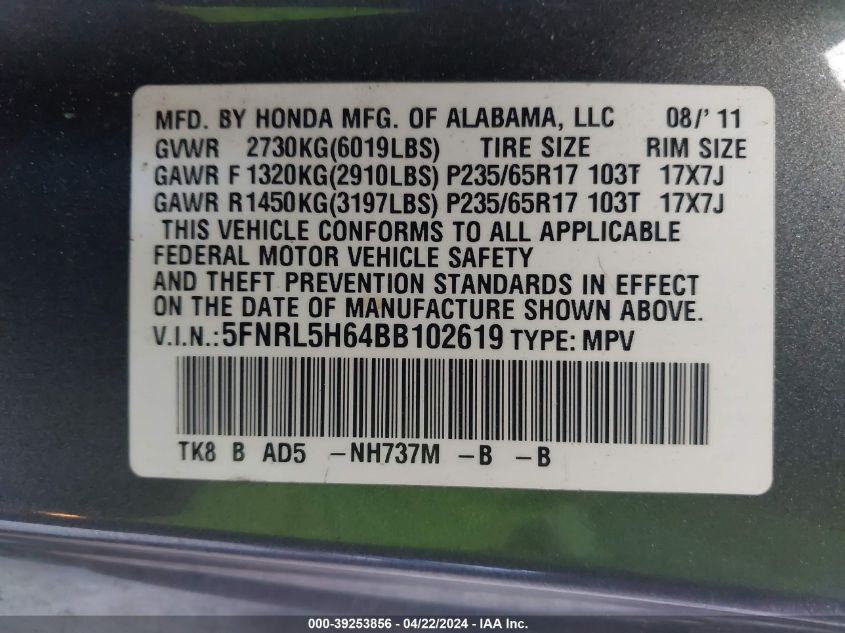 MFD. BY HONDA MFG. OF ALABAMA, LLC 08/' 11
GVWR 2730KG(6019LBS) TIRE SIZE RIM SIZE
GAWR F 1320KG(2910LBS) P235/65R17 103T 17X7J
GAWR R1450KG(3197LBS) P235/65R17 103T 17X7J
THIS VEHICLE CONFORMS TO ALL APPLICABLE
FEDERAL MOTOR VEHICLE SAFETY
AND THEFT PREVENTION STANDARDS IN EFFECT
ON THE DATE OF MANUFACTURE SHOWN ABOVE.
V.I.N.: 5FNRL5H64BB102619 TYPE: MPV
TK8 B AD5 -NH737M -B -B
000-39253856 - 04/22/2024 - IAA Inc.